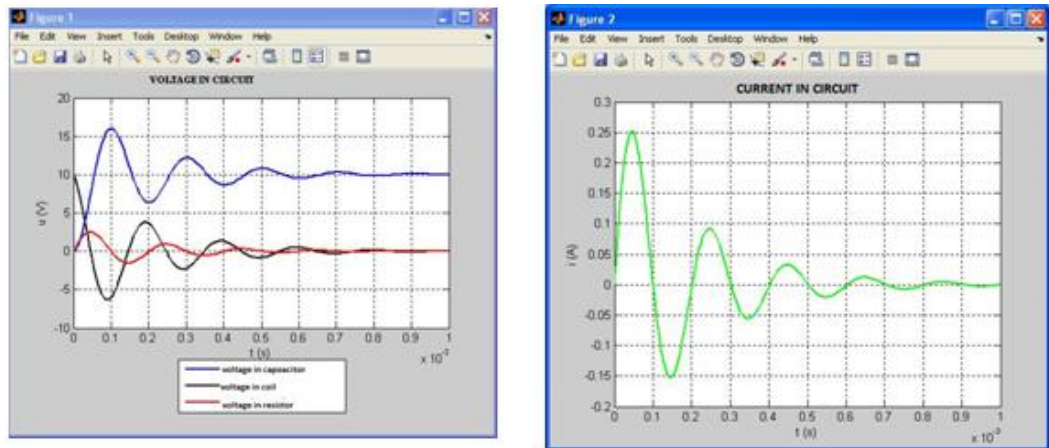 Figure 1
File Edit View Insert Tools Desktop Window Help
VOLTAGE IN CIRCUIT
20
15
10
5
0
-5
-10
u (V)
0 0.1 0.2 0.3 0.4 0.5 0.6 0.7 0.8 0.9 1
t (s)
x 10⁻³
voltage in capsacitor
voltage in coil
voltage in resistor
Figure 2
File Edit View Insert Tools Desktop Window Help
CURRENT IN CIRCUIT
0.3
0.25
0.2
0.15
0.1
0.05
0
-0.05
-0.1
-0.15
-0.2
i (A)
0 0.1 0.2 0.3 0.4 0.5 0.6 0.7 0.8 0.9 1
t (s)
x 10⁻³